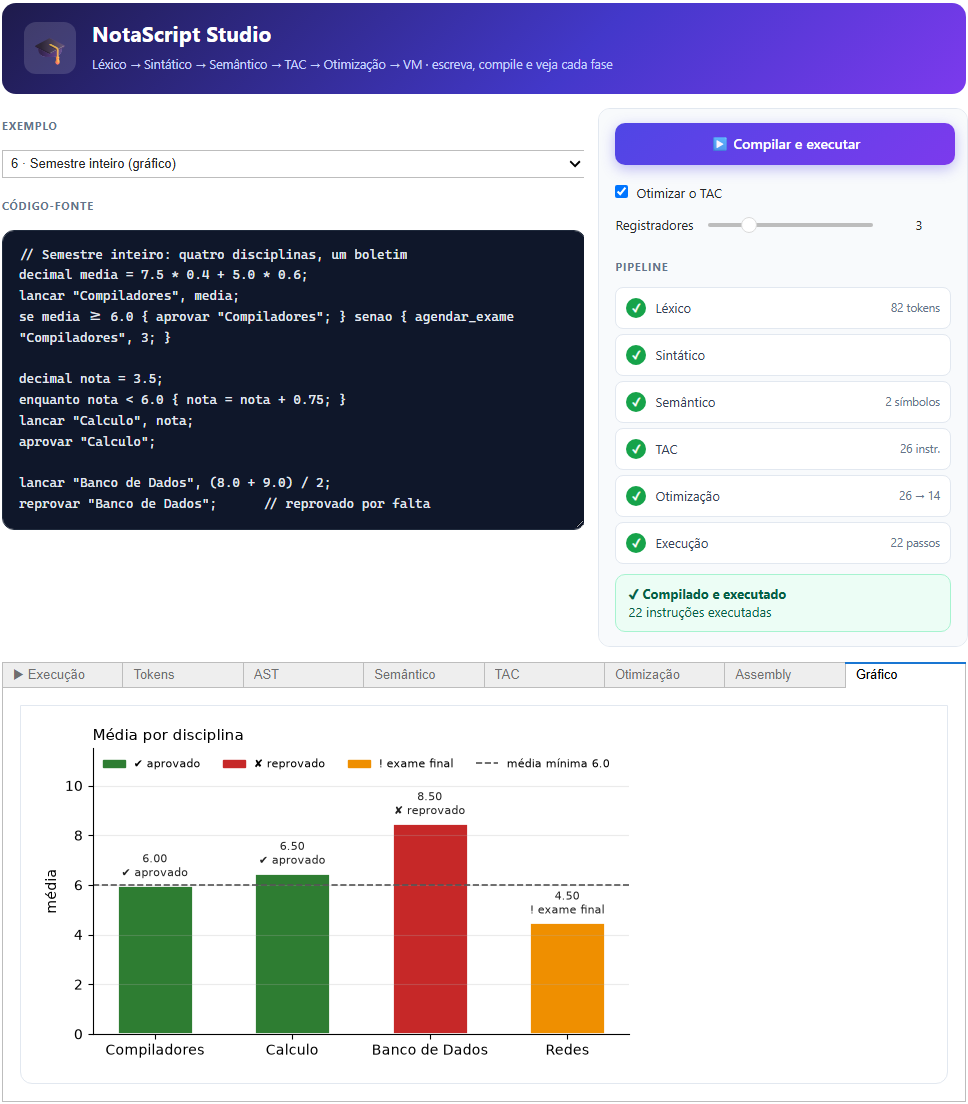 NotaScript Studio
Léxico → Sintático → Semântico → TAC → Otimização → VM · escreva, compile e veja cada fase
EXEMPLO
6 · Semestre inteiro (gráfico)
CÓDIGO-FONTE
// Semestre inteiro: quatro disciplinas, um boletim
decimal media = 7.5 * 0.4 + 5.0 * 0.6;
lancar "Compiladores", media;
se media ≥ 6.0 { aprovar "Compiladores"; } senao { agendar_exame
"Compiladores", 3; }
decimal nota = 3.5;
enquanto nota < 6.0 { nota = nota + 0.75; }
lancar "Calculo", nota;
aprovar "Calculo";
lancar "Banco de Dados", (8.0 + 9.0) / 2;
reprovar "Banco de Dados"; // reprovado por falta
▶ Compilar e executar
Otimizar o TAC
Registradores 3
PIPELINE
✓ Léxico 82 tokens
✓ Sintático
✓ Semântico 2 símbolos
✓ TAC 26 instr.
✓ Otimização 26 → 14
✓ Execução 22 passos
✓ Compilado e executado
22 instruções executadas
▶ Execução Tokens AST Semântico TAC Otimização Assembly Gráfico
Média por disciplina
✔ aprovado ✘ reprovado ! exame final média mínima 6.0
média
10
8
6
4
2
0
6.00
✔ aprovado
6.50
✔ aprovado
8.50
✘ reprovado
4.50
! exame final
Compiladores Calculo Banco de Dados Redes